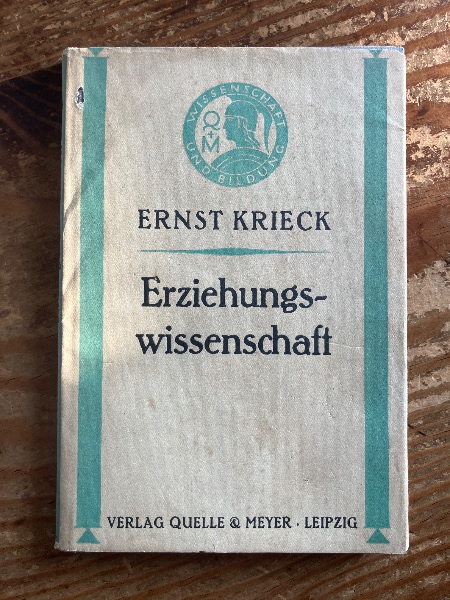 WISSENSCHAFT
UND BILDUNG
Q+M
ERNST KRIECK
Erziehungs-
wissenschaft
VERLAG QUELLE & MEYER · LEIPZIG